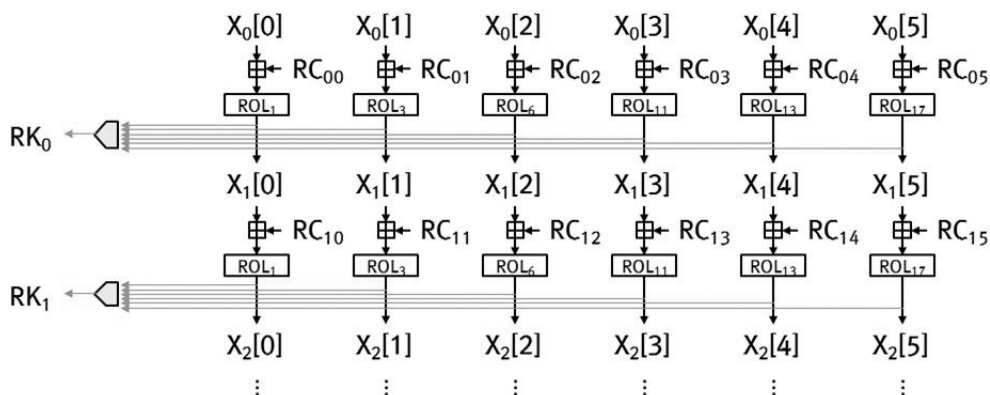 X₀[0] X₀[1] X₀[2] X₀[3] X₀[4] X₀[5]
RC₀₀ RC₀₁ RC₀₂ RC₀₃ RC₀₄ RC₀₅
ROL₁ ROL₃ ROL₆ ROL₁₁ ROL₁₃ ROL₁₇
RK₀
X₁[0] X₁[1] X₁[2] X₁[3] X₁[4] X₁[5]
RC₁₀ RC₁₁ RC₁₂ RC₁₃ RC₁₄ RC₁₅
ROL₁ ROL₃ ROL₆ ROL₁₁ ROL₁₃ ROL₁₇
RK₁
X₂[0] X₂[1] X₂[2] X₂[3] X₂[4] X₂[5]
⋮ ⋮ ⋮ ⋮ ⋮ ⋮